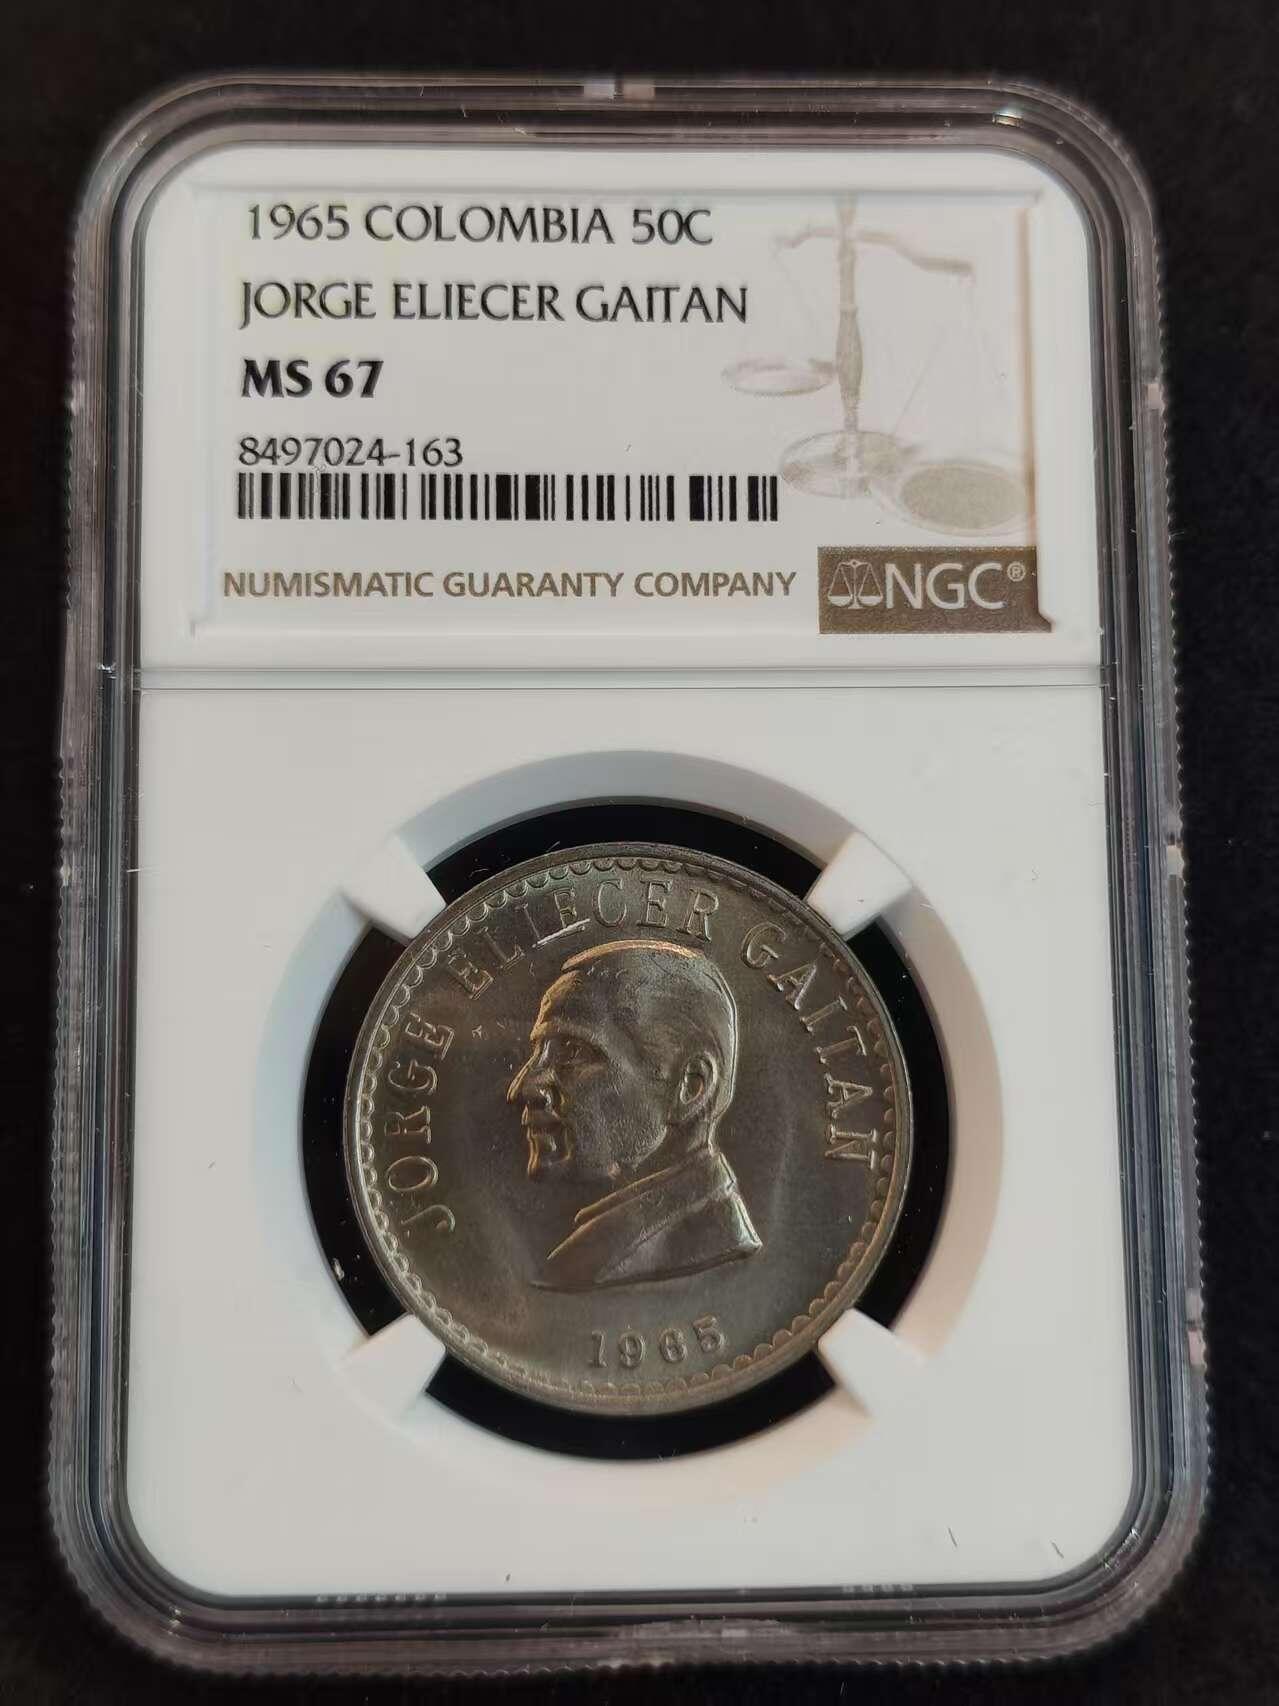 1965 COLOMBIA 50C
JORGE ELIECER GAITAN
MS 67
8497024-163
NUMISMATIC GUARANTY COMPANY
NGC®
JORGE ELIECER GAITAN
1965